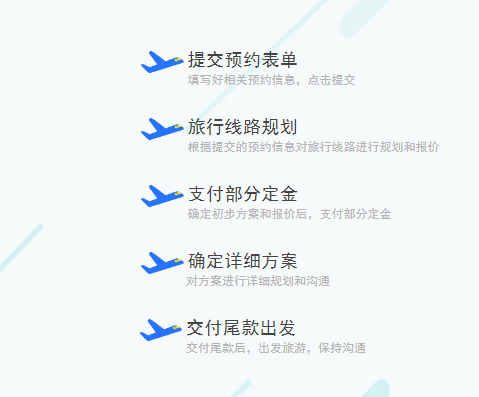 提交预约表单
填写好相关预约信息，点击提交
旅行线路规划
根据提交的预约信息对旅行线路进行规划和报价
支付部分定金
确定初步方案和报价后，支付部分定金
确定详细方案
对方案进行详细规划和沟通
交付尾款出发
交付尾款后，出发旅游，保持沟通